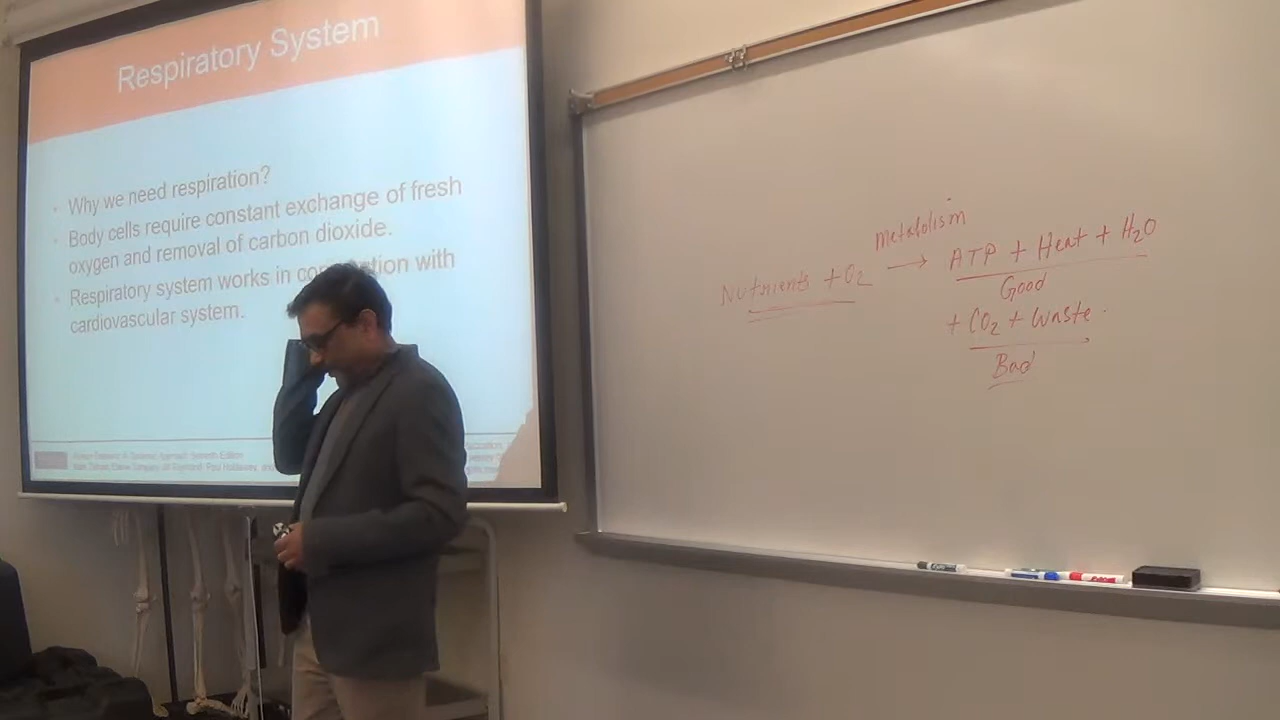 Respiratory System
Why we need respiration?
Body cells require constant exchange of fresh
oxygen and removal of carbon dioxide.
Respiratory system works in with
cardiovascular system.
Metabolism
Nutrients + O₂ → ATP + Heat + H₂O
Good
+ CO₂ + Waste
Bad